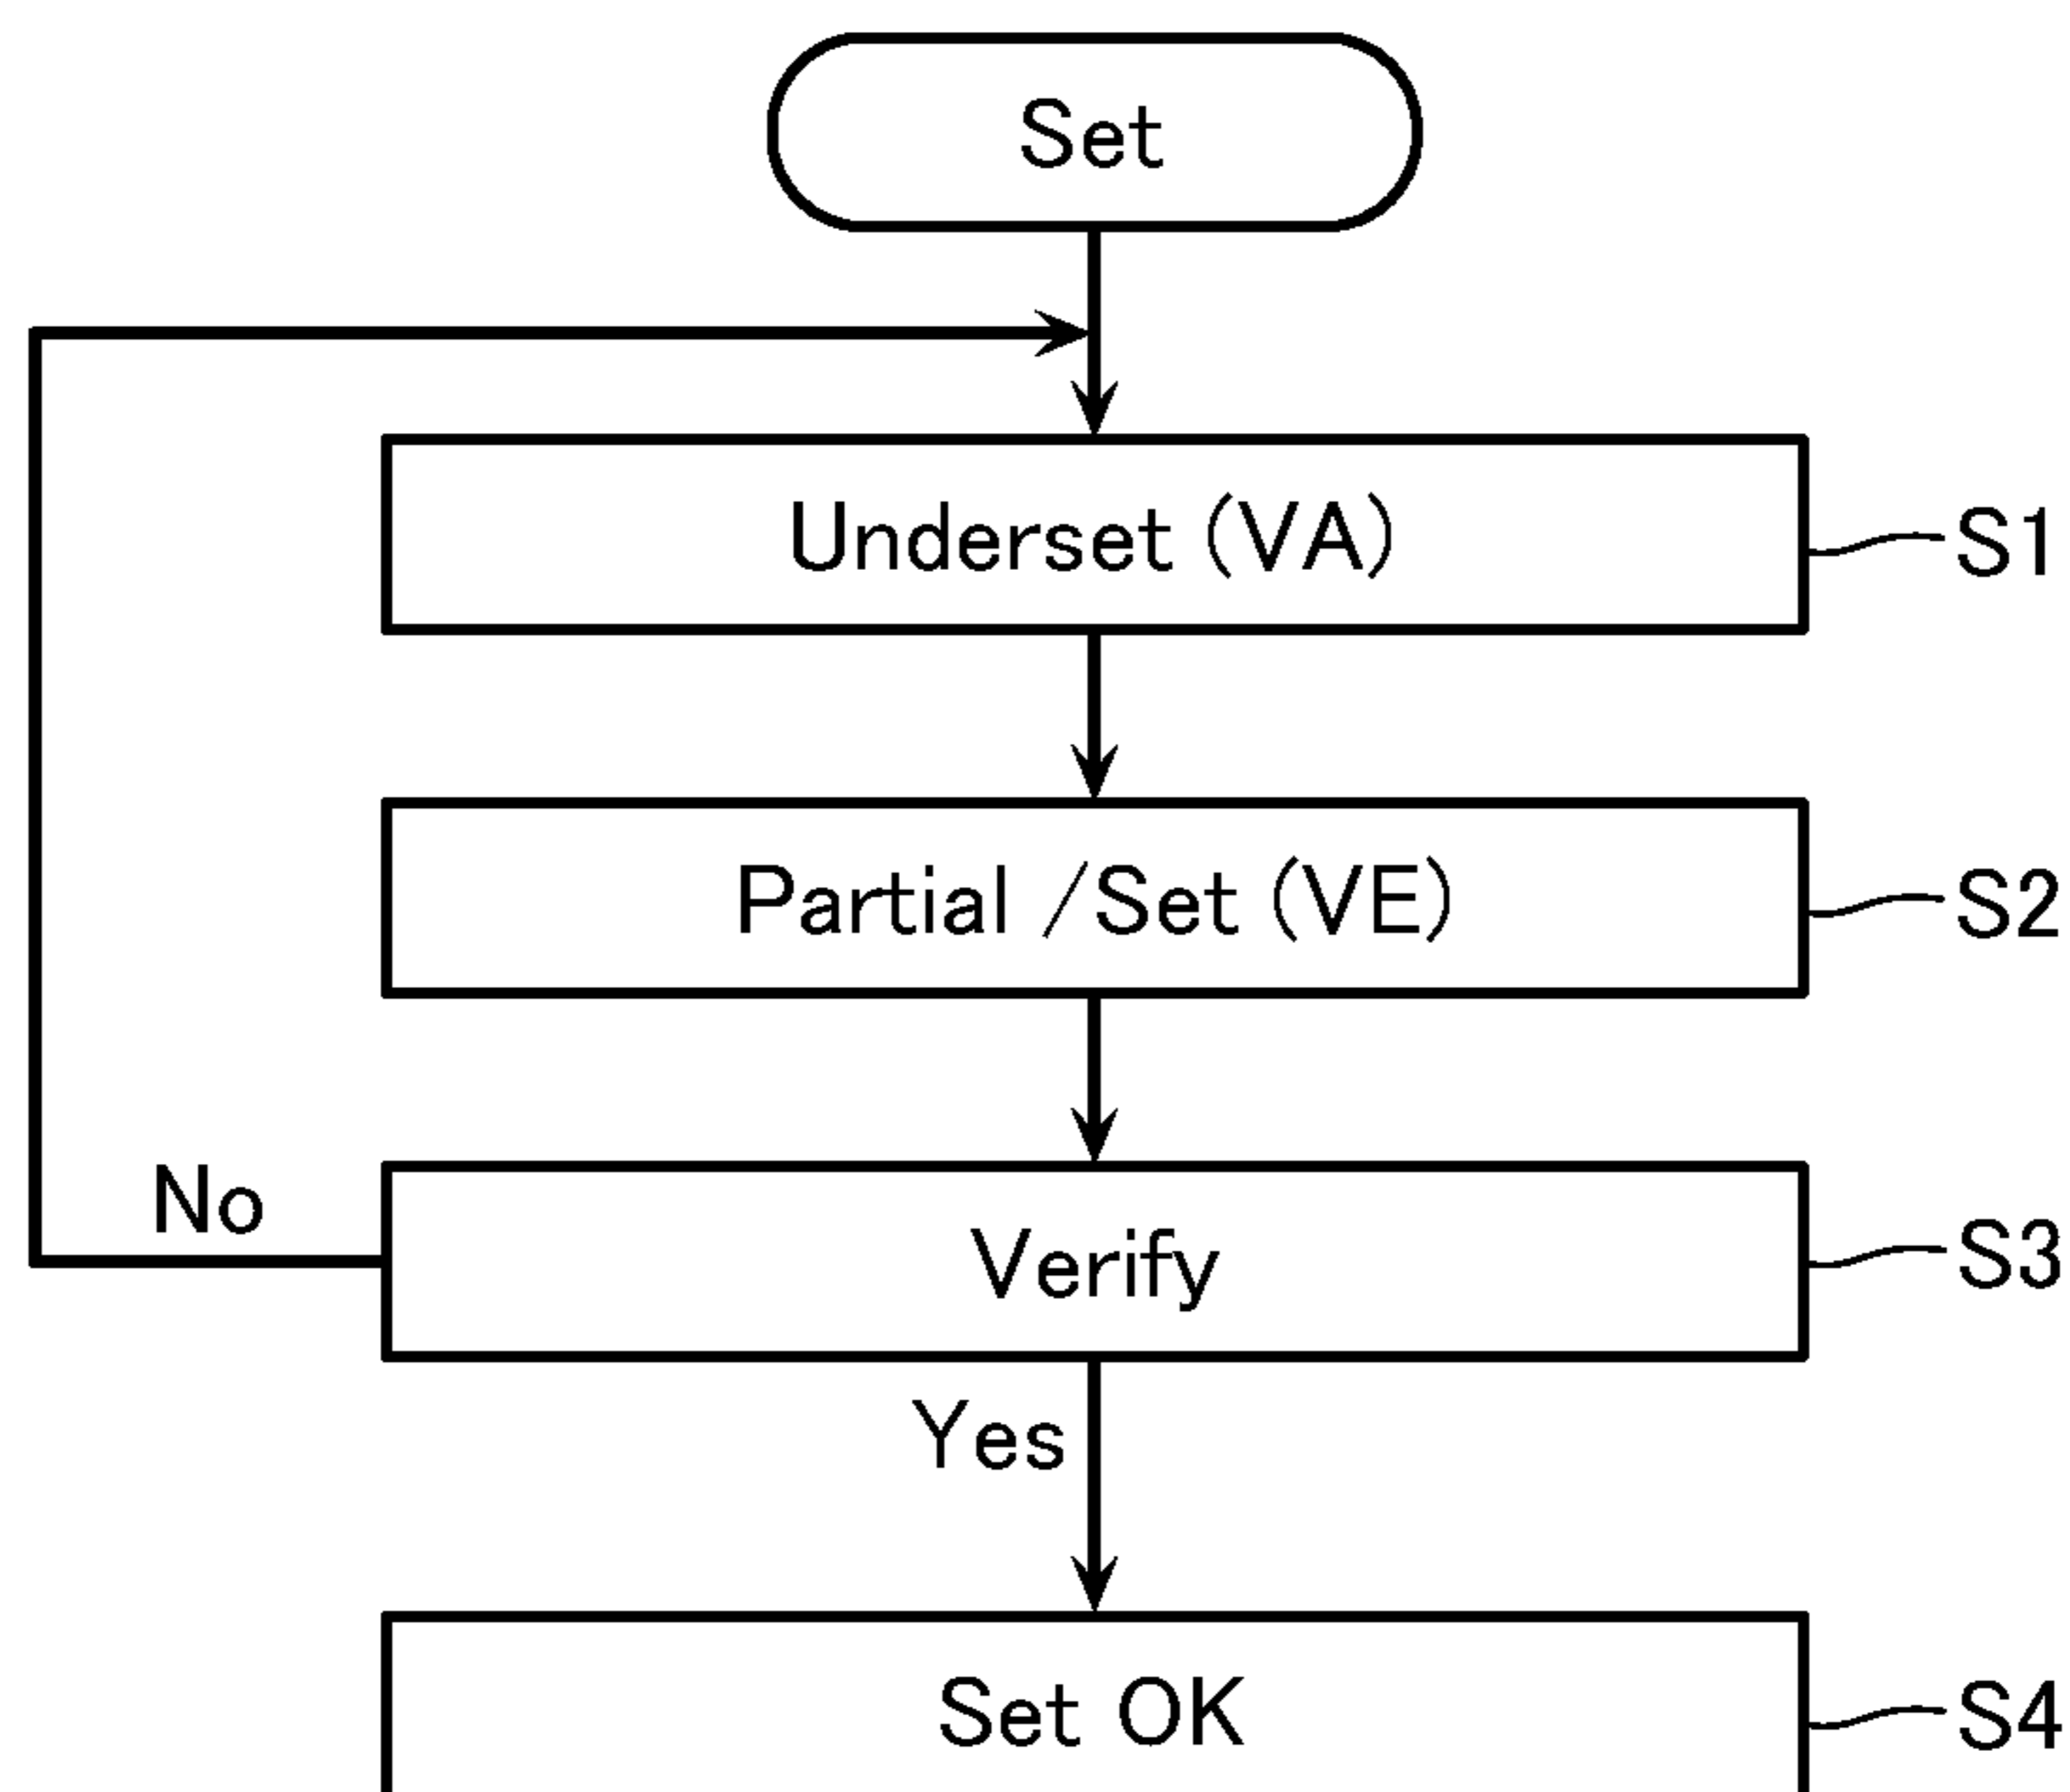 Set
Underset (VA)
S1
Partial /Set (VE)
S2
No
Verify
S3
Yes
Set OK
S4